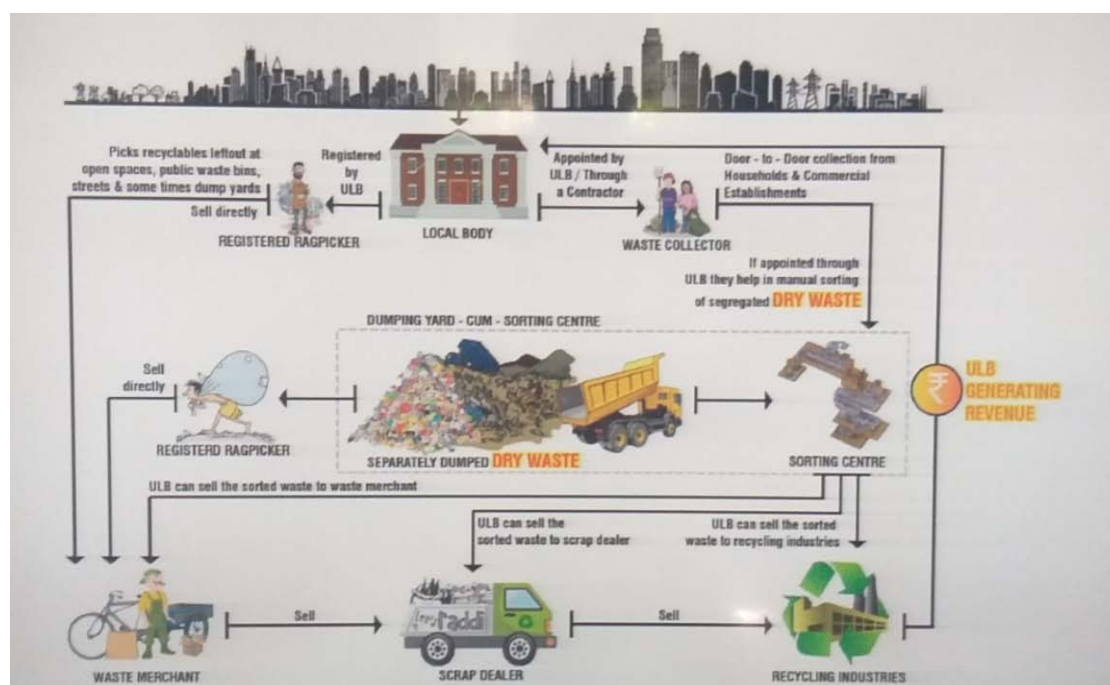 Picks recyclables leftout at
open spaces, public waste bins,
streets & some times dump yards
Sell directly
REGISTERED RAGPICKER
Registered
by
ULB
LOCAL BODY
Appointed by
ULB / Through
a Contractor
WASTE COLLECTOR
Door - to - Door collection from
Households & Commercial
Establishments
If appointed through
ULB they help in manual sorting
of segregated DRY WASTE
DUMPING YARD - CUM - SORTING CENTRE
Sell
directly
REGISTERD RAGPICKER
SEPARATELY DUMPED DRY WASTE
SORTING CENTRE
₹
ULB
GENERATING
REVENUE
ULB can sell the sorted waste to waste merchant
ULB can sell the
sorted waste to scrap dealer
ULB can sell the sorted
waste to recycling industries
WASTE MERCHANT
Sell
SCRAP DEALER
Sell
RECYCLING INDUSTRIES